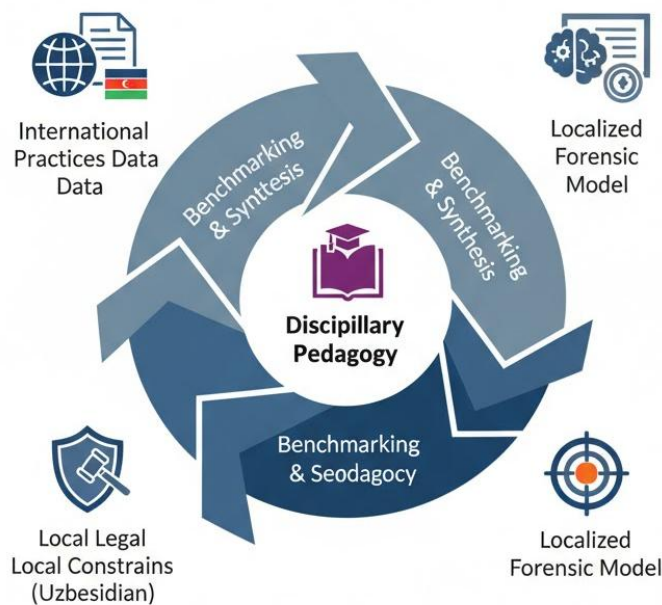 International
Practices Data
Data
Localized
Forensic
Model
Benchmarking
& Synttesis
Benchmarking
& Synthesis
Discipillary
Pedagogy
Benchmarking
& Seodagocy
Local Legal
Local Constrains
(Uzbesidian)
Localized
Forensic Model